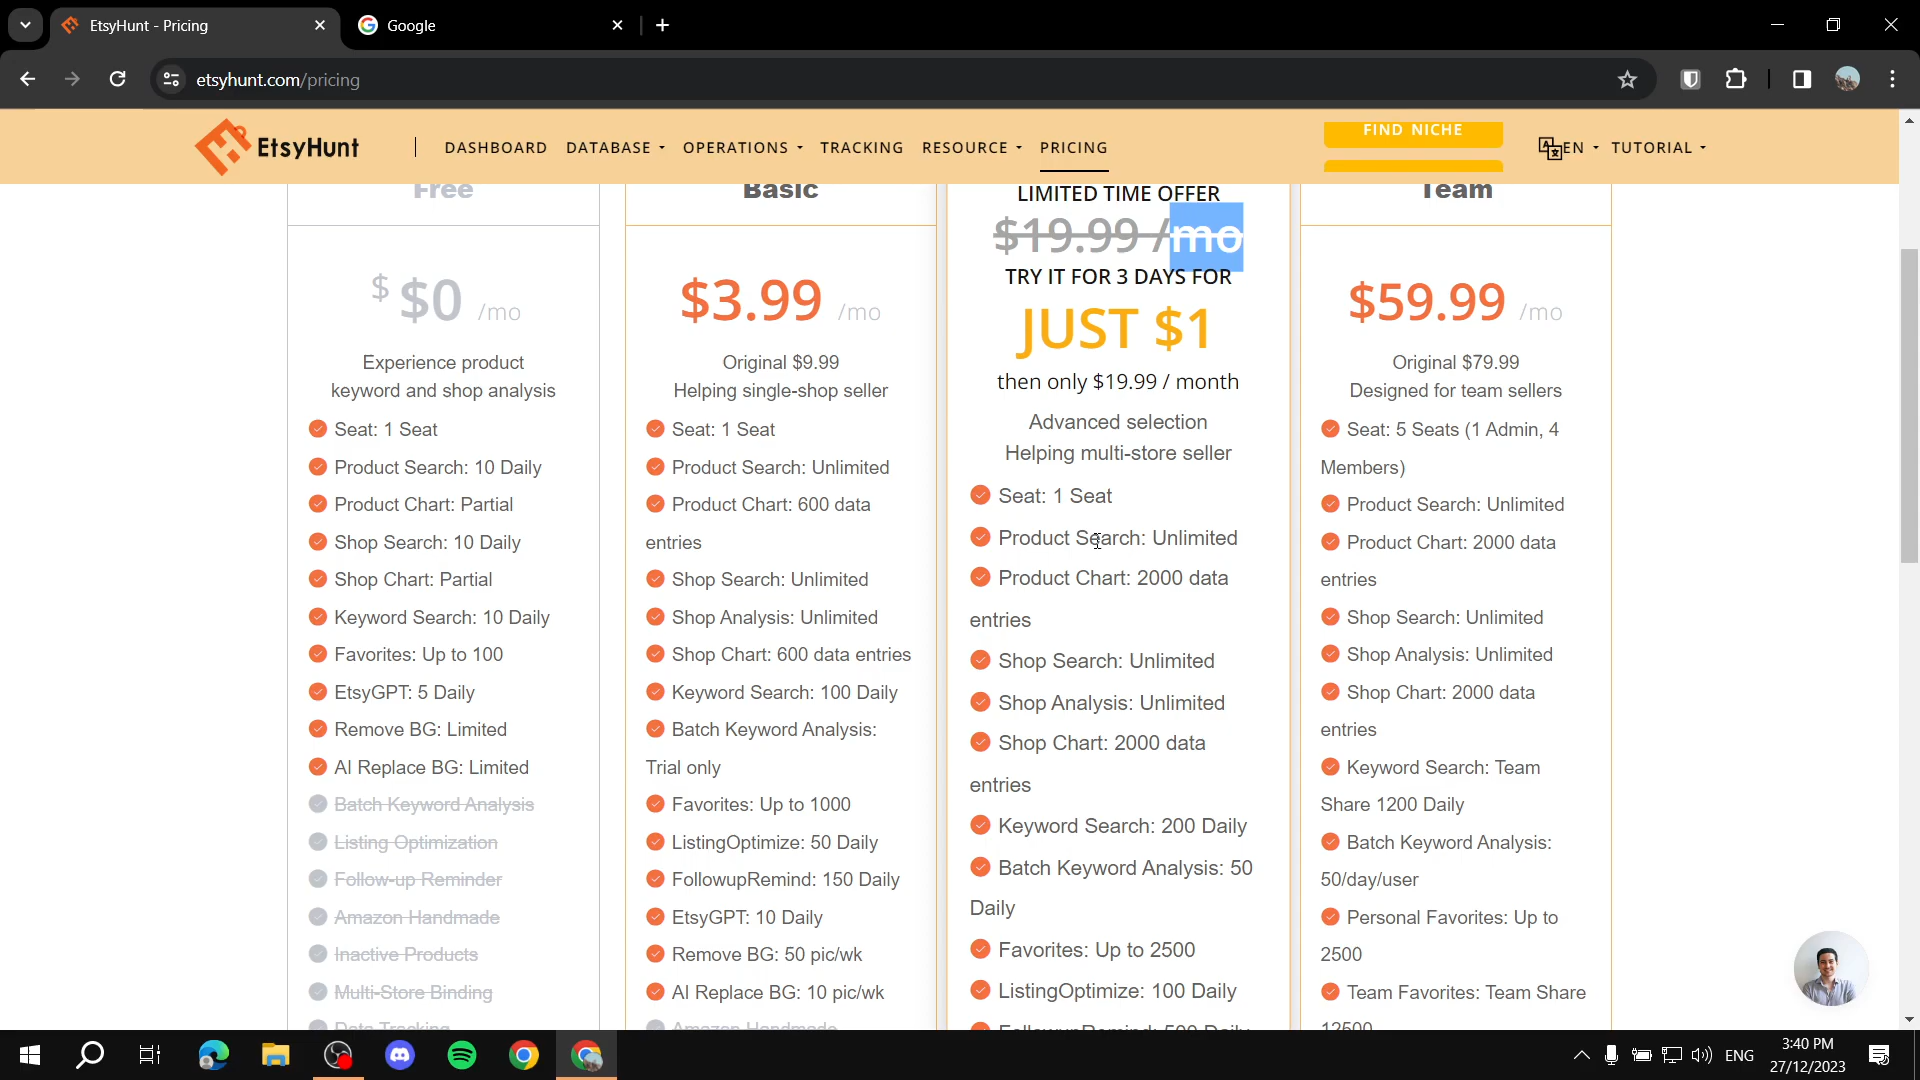 EtsyHunt - Pricing
Google
etsyhunt.com/pricing
EtsyHunt
DASHBOARD
DATABASE
OPERATIONS
TRACKING
RESOURCE
PRICING
FIND NICHE
EN
TUTORIAL
Free
$ $0 /mo
Experience product
keyword and shop analysis
Seat: 1 Seat
Product Search: 10 Daily
Product Chart: Partial
Shop Search: 10 Daily
Shop Chart: Partial
Keyword Search: 10 Daily
Favorites: Up to 100
EtsyGPT: 5 Daily
Remove BG: Limited
AI Replace BG: Limited
Batch Keyword Analysis
Listing Optimization
Follow-up Reminder
Amazon Handmade
Inactive Products
Multi-Store Binding
Data Tracking
Basic
$3.99 /mo
Original $9.99
Helping single-shop seller
Seat: 1 Seat
Product Search: Unlimited
Product Chart: 600 data
entries
Shop Search: Unlimited
Shop Analysis: Unlimited
Shop Chart: 600 data entries
Keyword Search: 100 Daily
Batch Keyword Analysis:
Trial only
Favorites: Up to 1000
ListingOptimize: 50 Daily
FollowupRemind: 150 Daily
EtsyGPT: 10 Daily
Remove BG: 50 pic/wk
AI Replace BG: 10 pic/wk
Amazon Handmade
LIMITED TIME OFFER
$19.99 /mo
TRY IT FOR 3 DAYS FOR
JUST $1
then only $19.99 / month
Advanced selection
Helping multi-store seller
Seat: 1 Seat
Product Search: Unlimited
Product Chart: 2000 data
entries
Shop Search: Unlimited
Shop Analysis: Unlimited
Shop Chart: 2000 data
entries
Keyword Search: 200 Daily
Batch Keyword Analysis: 50
Daily
Favorites: Up to 2500
ListingOptimize: 100 Daily
FollowupRemind: 500 Daily
Team
$59.99 /mo
Original $79.99
Designed for team sellers
Seat: 5 Seats (1 Admin, 4
Members)
Product Search: Unlimited
Product Chart: 2000 data
entries
Shop Search: Unlimited
Shop Analysis: Unlimited
Shop Chart: 2000 data
entries
Keyword Search: Team
Share 1200 Daily
Batch Keyword Analysis:
50/day/user
Personal Favorites: Up to
2500
Team Favorites: Team Share
12500
ENG
3:40 PM
27/12/2023